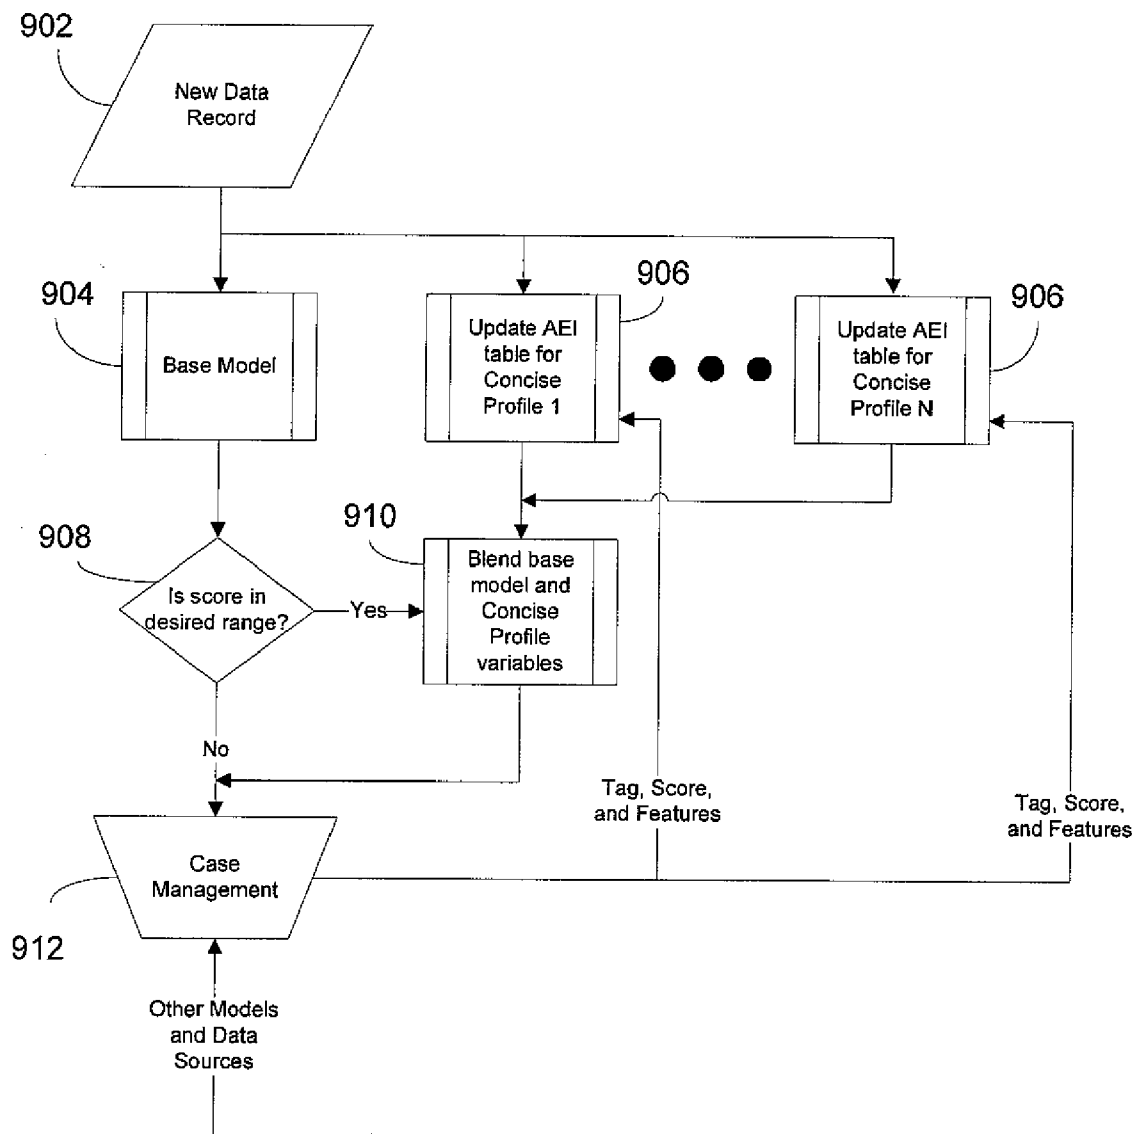 902
New Data
Record
904
Base Model
906
Update AEI
table for
Concise
Profile 1
906
Update AEI
table for
Concise
Profile N
908
Is score in
desired range?
Yes
910
Blend base
model and
Concise
Profile
variables
No
Tag, Score,
and Features
Tag, Score,
and Features
Case
Management
912
Other Models
and Data
Sources